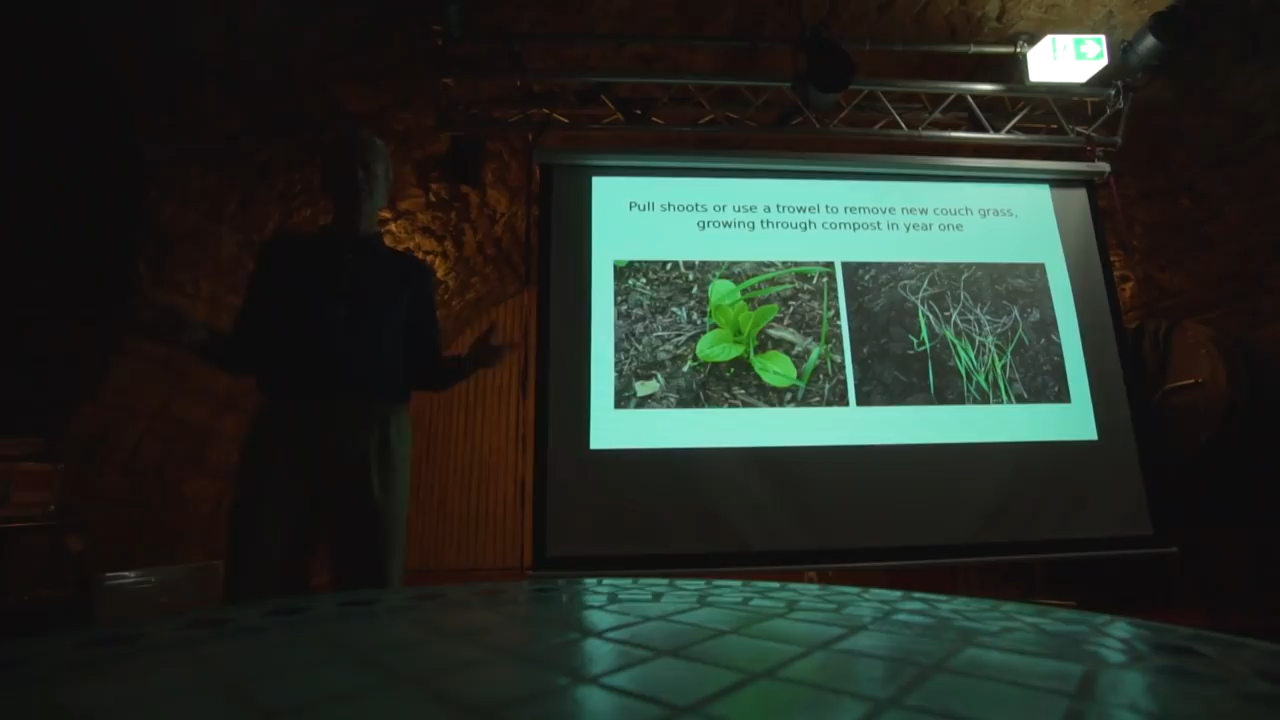 Pull shoots or use a trowel to remove new couch grass,
growing through compost in year one